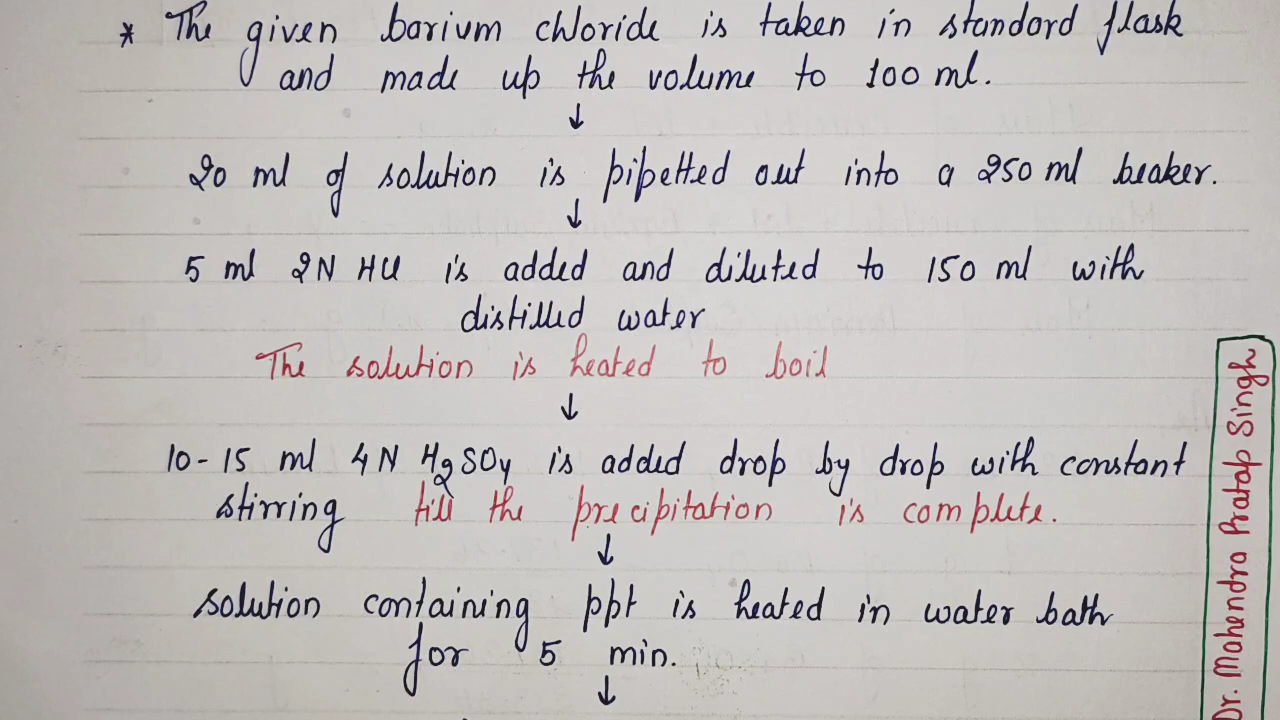 * The given barium chloride is taken in standard flask
and made up the volume to 100 ml.
↓
20 ml of solution is pipetted out into a 250 ml beaker.
↓
5 ml 2N HCl is added and diluted to 150 ml with
distilled water
The solution is heated to boil
↓
10-15 ml 4N H2SO4 is added drop by drop with constant
stirring till the precipitation is complete.
↓
solution containing ppt is heated in water bath
for 5 min.
↓
Dr. Mahendra Pratap Singh